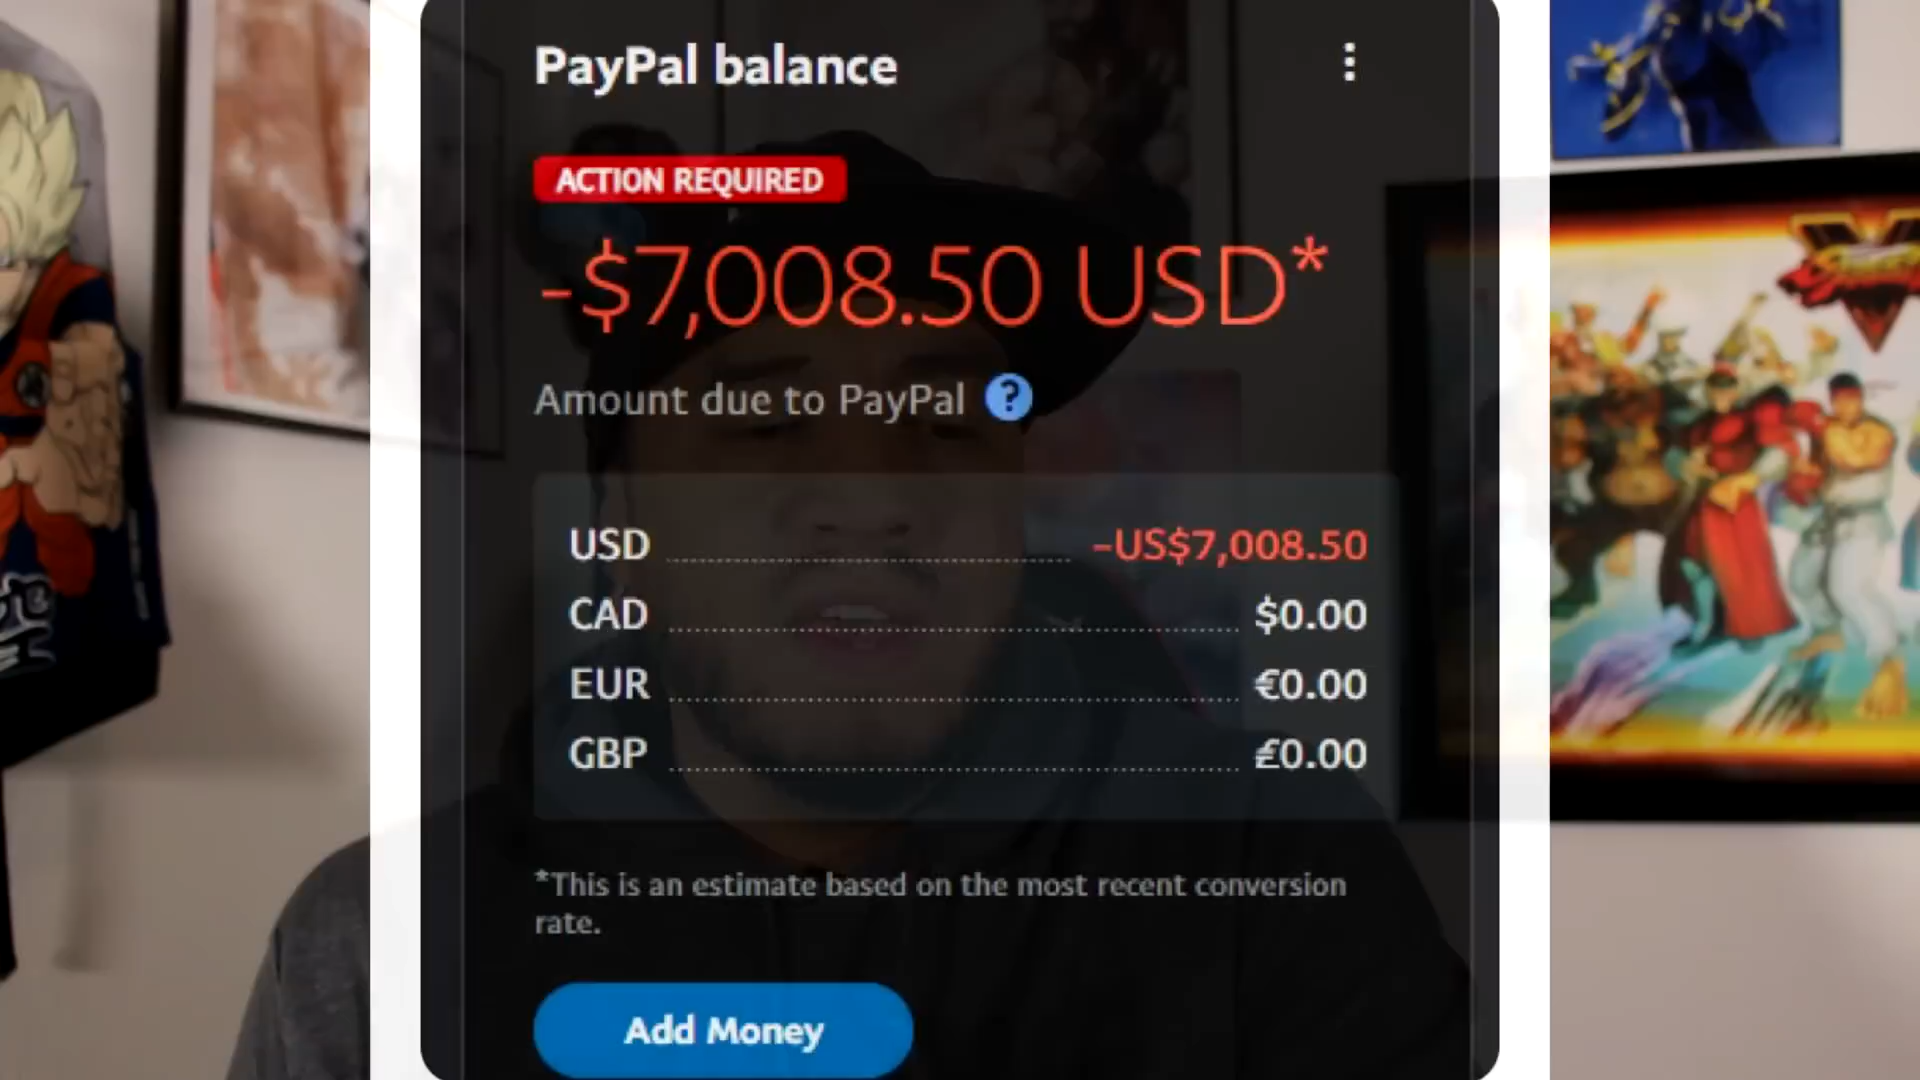 PayPal balance
ACTION REQUIRED
-$7,008.50 USD*
Amount due to PayPal ?
USD -US$7,008.50
CAD $0.00
EUR €0.00
GBP £0.00
*This is an estimate based on the most recent conversion
rate.
Add Money